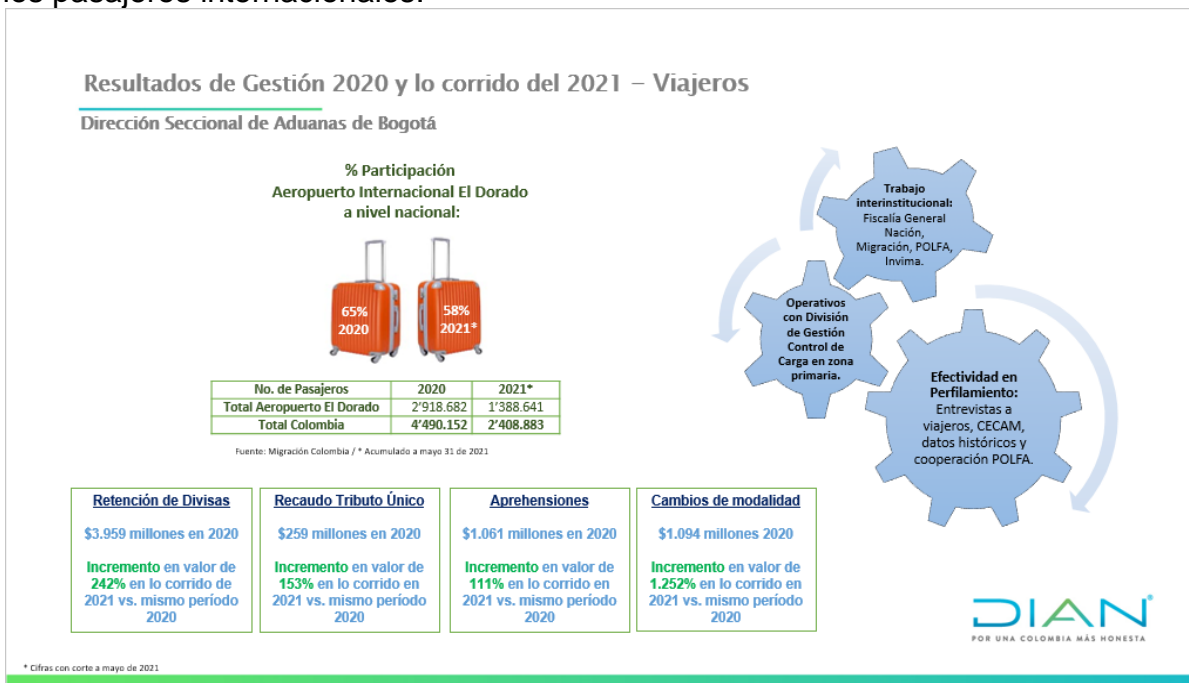 los pasajeros internacionales.
Resultados de Gestión 2020 y lo corrido del 2021 – Viajeros
Dirección Seccional de Aduanas de Bogotá
% Participación
Aeropuerto Internacional El Dorado
a nivel nacional:
65%
2020
58%
2021*
No. de Pasajeros 2020 2021*
Total Aeropuerto El Dorado 2’918.682 1’388.641
Total Colombia 4’490.152 2’408.883
Fuente: Migración Colombia / * Acumulado a mayo 31 de 2021
Trabajo
interinstitucional:
Fiscalía General
Nación,
Migración, POLFA,
Invima.
Operativos
con División
de Gestión
Control de
Carga en zona
primaria.
Efectividad en
Perfilamiento:
Entrevistas a
viajeros, CECAM,
datos históricos y
cooperación POLFA.
Retención de Divisas
$3.959 millones en 2020
Incremento en valor de
242% en lo corrido de
2021 vs. mismo período
2020
Recaudo Tributo Único
$259 millones en 2020
Incremento en valor de
153% en lo corrido en
2021 vs. mismo período
2020
Aprehensiones
$1.061 millones en 2020
Incremento en valor de
111% en lo corrido en
2021 vs. mismo período
2020
Cambios de modalidad
$1.094 millones 2020
Incremento en valor de
1.252% en lo corrido en
2021 vs. mismo período
2020
DIAN
POR UNA COLOMBIA MÁS HONESTA
* Cifras con corte a mayo de 2021